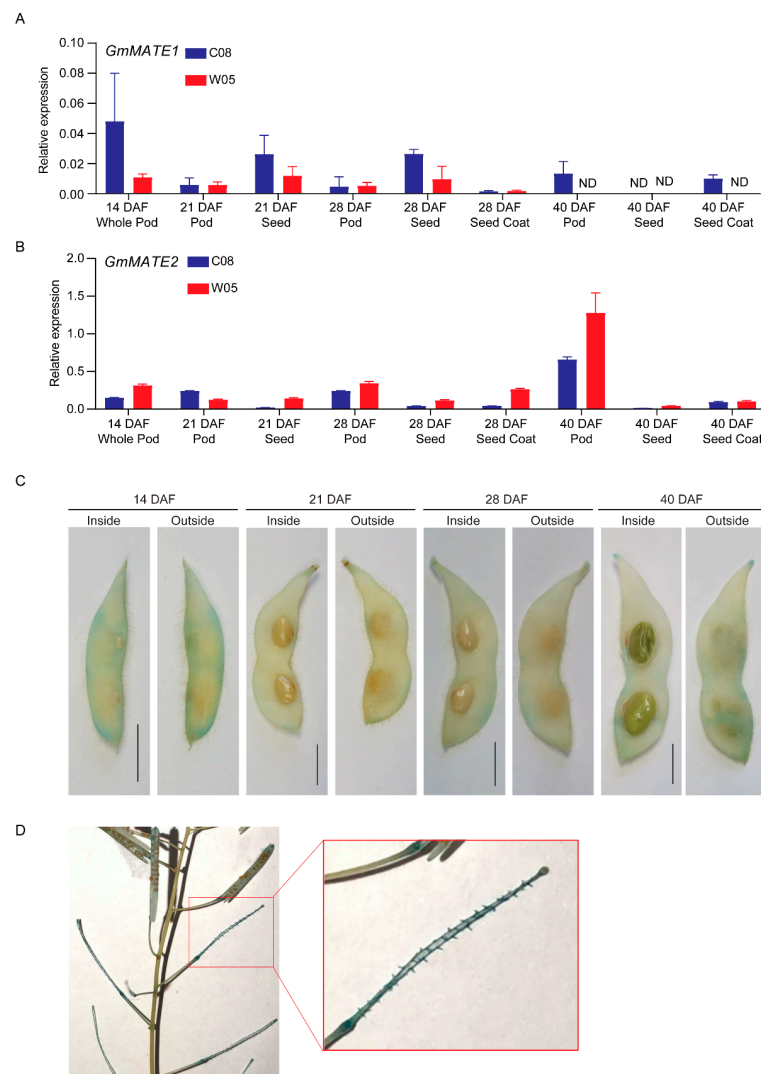 A
GmMATE1
C08
W05
Relative expression
0.10
0.08
0.06
0.04
0.02
0.00
ND
ND
ND
ND
14 DAF
Whole Pod
21 DAF
Pod
21 DAF
Seed
28 DAF
Pod
28 DAF
Seed
28 DAF
Seed Coat
40 DAF
Pod
40 DAF
Seed
40 DAF
Seed Coat
B
GmMATE2
C08
W05
Relative expression
2.0
1.5
1.0
0.5
0.0
14 DAF
Whole Pod
21 DAF
Pod
21 DAF
Seed
28 DAF
Pod
28 DAF
Seed
28 DAF
Seed Coat
40 DAF
Pod
40 DAF
Seed
40 DAF
Seed Coat
C
14 DAF
21 DAF
28 DAF
40 DAF
Inside
Outside
Inside
Outside
Inside
Outside
Inside
Outside
D